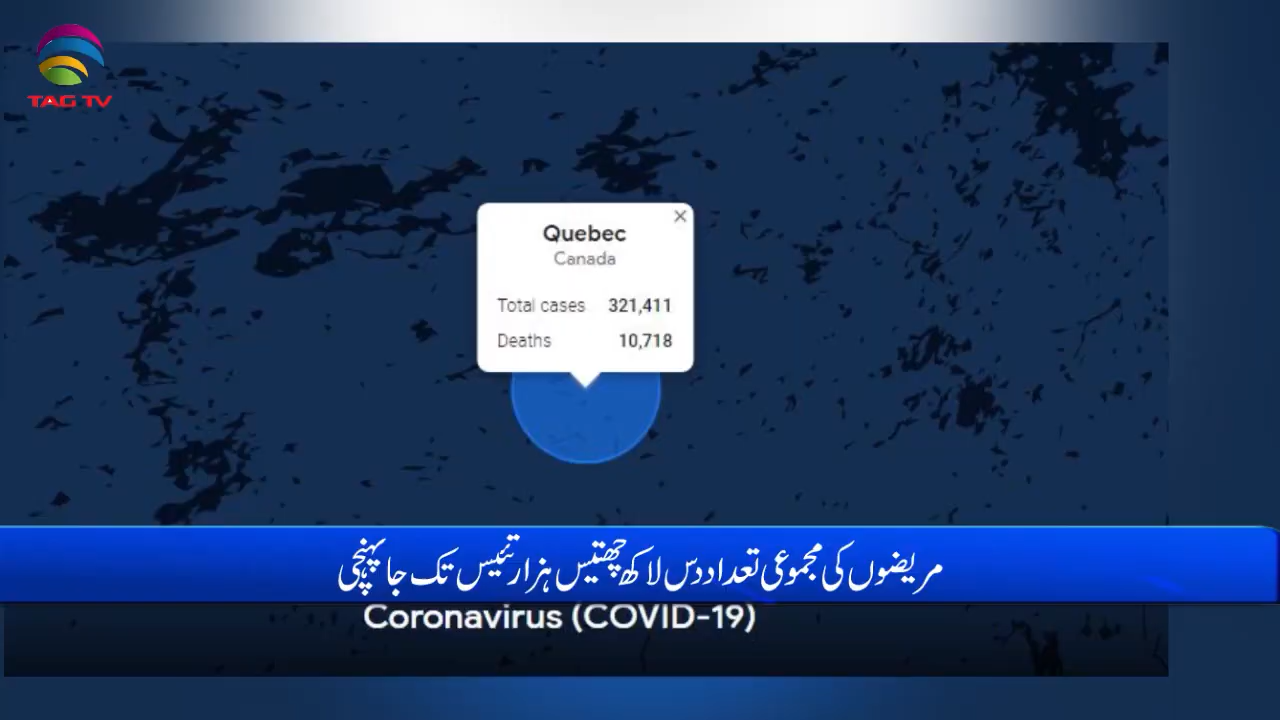 TAG TV
Quebec
Canada
Total cases 321,411
Deaths 10,718
مریضوں کی مجموعی تعداد دس لاکھ چھتیس ہزار تئیس تک جا پہنچی
Coronavirus (COVID-19)